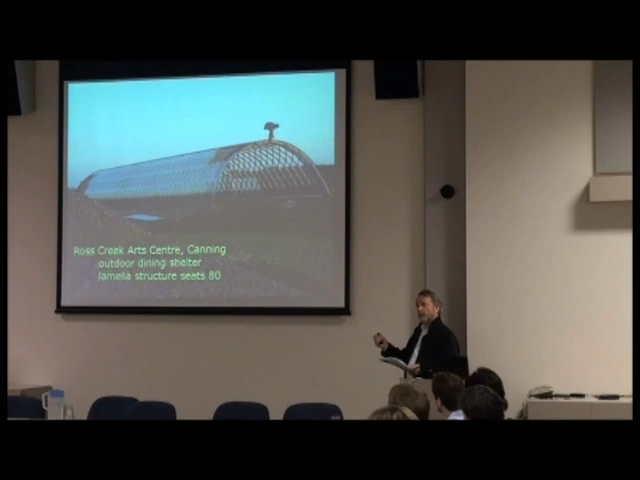 Ross Creek Arts Centre, Canning
outdoor dining shelter
lamella structure seats 80